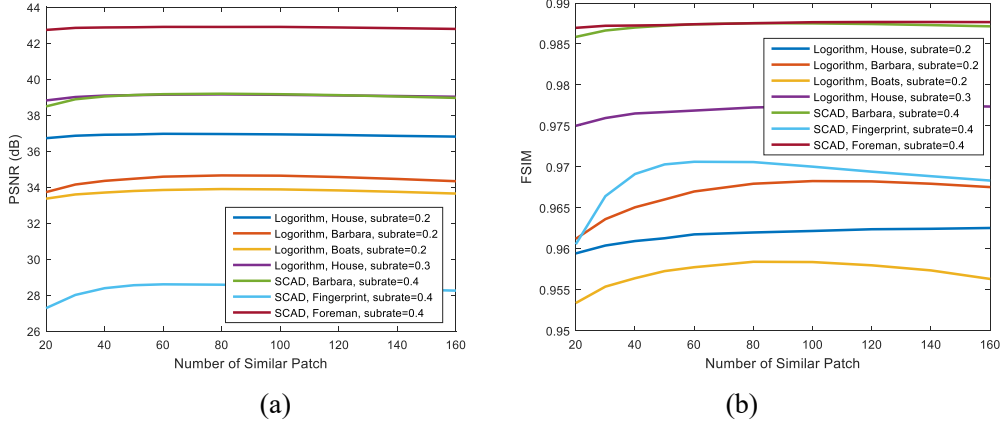 44
42
40
38
36
34
32
30
28
26
PSNR (dB)
Logorithm, House, subrate=0.2
Logorithm, Barbara, subrate=0.2
Logorithm, Boats, subrate=0.2
Logorithm, House, subrate=0.3
SCAD, Barbara, subrate=0.4
SCAD, Fingerprint, subrate=0.4
SCAD, Foreman, subrate=0.4
20 40 60 80 100 120 140 160
Number of Similar Patch
(a)
0.99
0.985
0.98
0.975
0.97
0.965
0.96
0.955
0.95
FSIM
Logorithm, House, subrate=0.2
Logorithm, Barbara, subrate=0.2
Logorithm, Boats, subrate=0.2
Logorithm, House, subrate=0.3
SCAD, Barbara, subrate=0.4
SCAD, Fingerprint, subrate=0.4
SCAD, Foreman, subrate=0.4
20 40 60 80 100 120 140 160
Number of Similar Patch
(b)